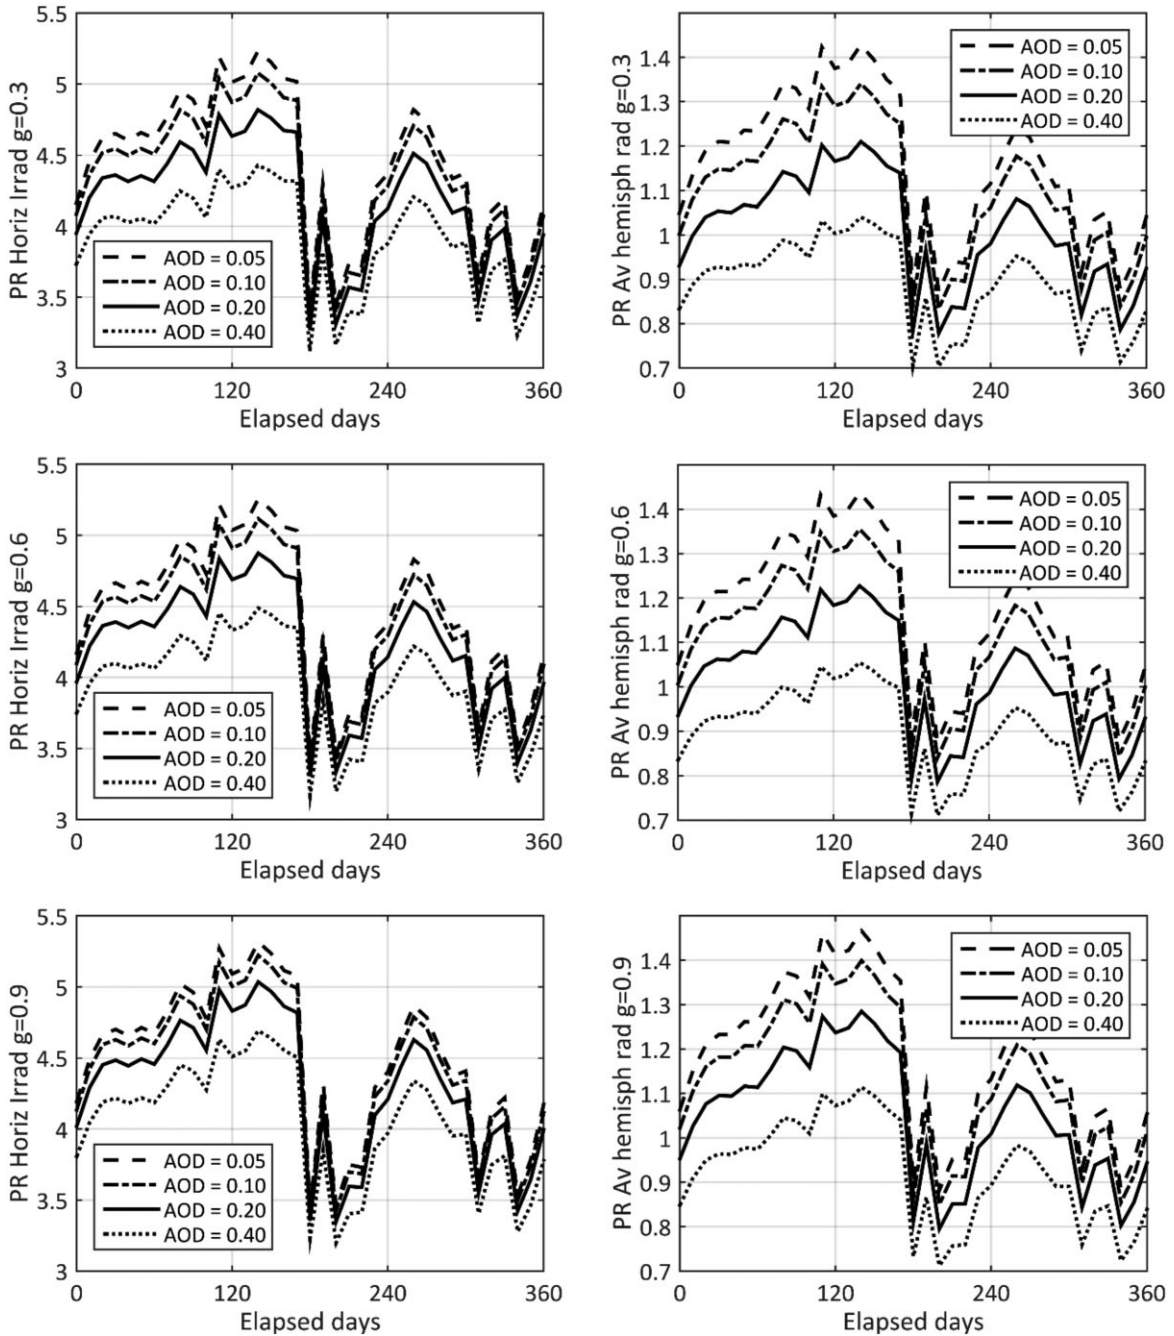 PR Horiz Irrad g=0.3
5.5
5
4.5
4
3.5
3
AOD = 0.05
AOD = 0.10
AOD = 0.20
AOD = 0.40
0 120 240 360
Elapsed days
PR Av hemisph rad g=0.3
1.4
1.3
1.2
1.1
1
0.9
0.8
0.7
AOD = 0.05
AOD = 0.10
AOD = 0.20
AOD = 0.40
0 120 240 360
Elapsed days
PR Horiz Irrad g=0.6
5.5
5
4.5
4
3.5
3
AOD = 0.05
AOD = 0.10
AOD = 0.20
AOD = 0.40
0 120 240 360
Elapsed days
PR Av hemisph rad g=0.6
1.4
1.3
1.2
1.1
1
0.9
0.8
0.7
AOD = 0.05
AOD = 0.10
AOD = 0.20
AOD = 0.40
0 120 240 360
Elapsed days
PR Horiz Irrad g=0.9
5.5
5
4.5
4
3.5
3
AOD = 0.05
AOD = 0.10
AOD = 0.20
AOD = 0.40
0 120 240 360
Elapsed days
PR Av hemisph rad g=0.9
1.4
1.3
1.2
1.1
1
0.9
0.8
0.7
AOD = 0.05
AOD = 0.10
AOD = 0.20
AOD = 0.40
0 120 240 360
Elapsed days